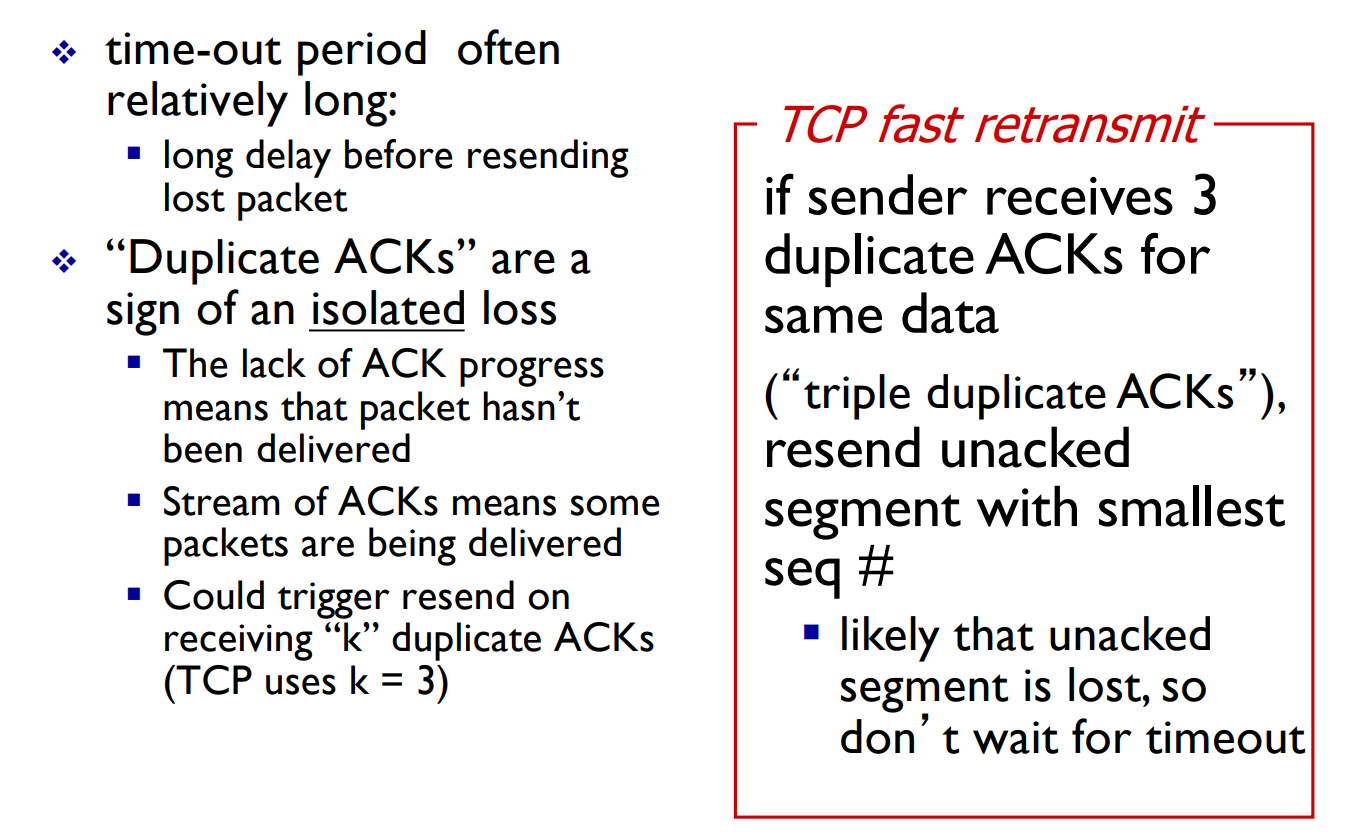 time-out period often
relatively long:
long delay before resending
lost packet
“Duplicate ACKs” are a
sign of an isolated loss
The lack of ACK progress
means that packet hasn’t
been delivered
Stream of ACKs means some
packets are being delivered
Could trigger resend on
receiving “k” duplicate ACKs
(TCP uses k = 3)
TCP fast retransmit
if sender receives 3
duplicate ACKs for
same data
(“triple duplicate ACKs”),
resend unacked
segment with smallest
seq #
likely that unacked
segment is lost, so
don’ t wait for timeout